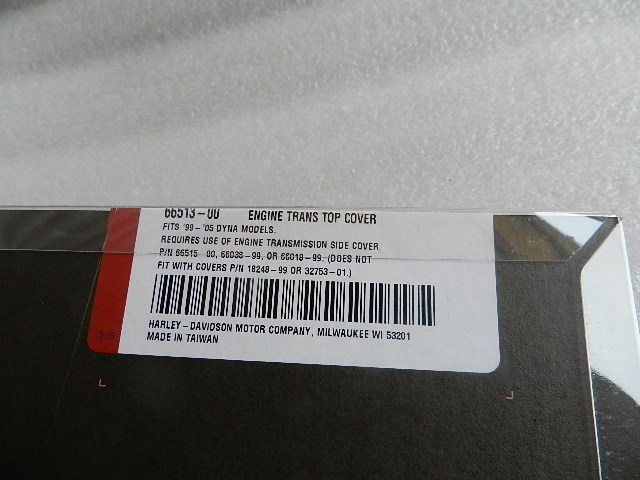 66513-00 ENGINE TRANS TOP COVER
FITS '99 - '05 DYNA MODELS.
REQUIRES USE OF ENGINE TRANSMISSION SIDE COVER
P/N 66515 00, 66038-99, OR 66018-99. (DOES NOT
FIT WITH COVERS P/N 16248-99 OR 32753-01.)
HARLEY-DAVIDSON MOTOR COMPANY, MILWAUKEE WI 53201
MADE IN TAIWAN
379